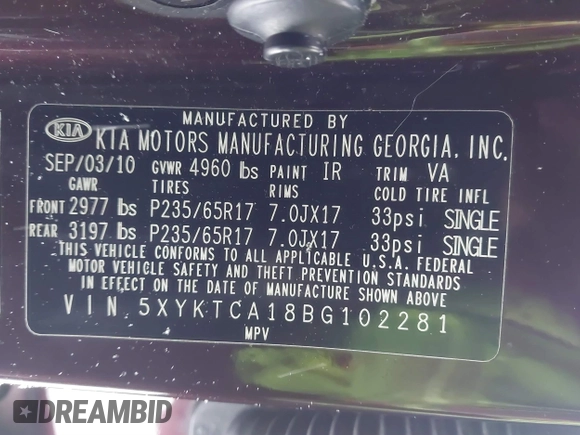 MANUFACTURED BY
KIA KIA MOTORS MANUFACTURING GEORGIA, INC.
SEP/03/10 GVWR 4960 lbs PAINT IR TRIM VA
GAWR TIRES RIMS COLD TIRE INFL
FRONT 2977 lbs P235/65R17 7.0JX17 33psi SINGLE
REAR 3197 lbs P235/65R17 7.0JX17 33psi SINGLE
THIS VEHICLE CONFORMS TO ALL APPLICABLE U.S.A. FEDERAL
MOTOR VEHICLE SAFETY AND THEFT PREVENTION STANDARDS
IN EFFECT ON THE DATE OF MANUFACTURE SHOWN ABOVE
VIN 5XYKTCA18BG102281
MPV
DREAMBID